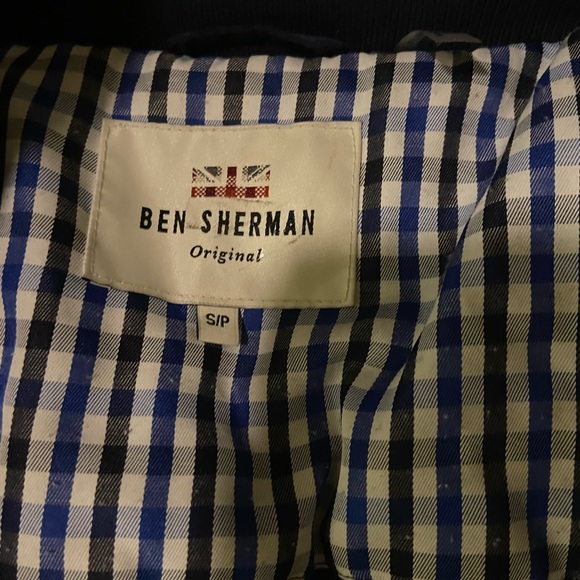 BEN SHERMAN
Original
S/P